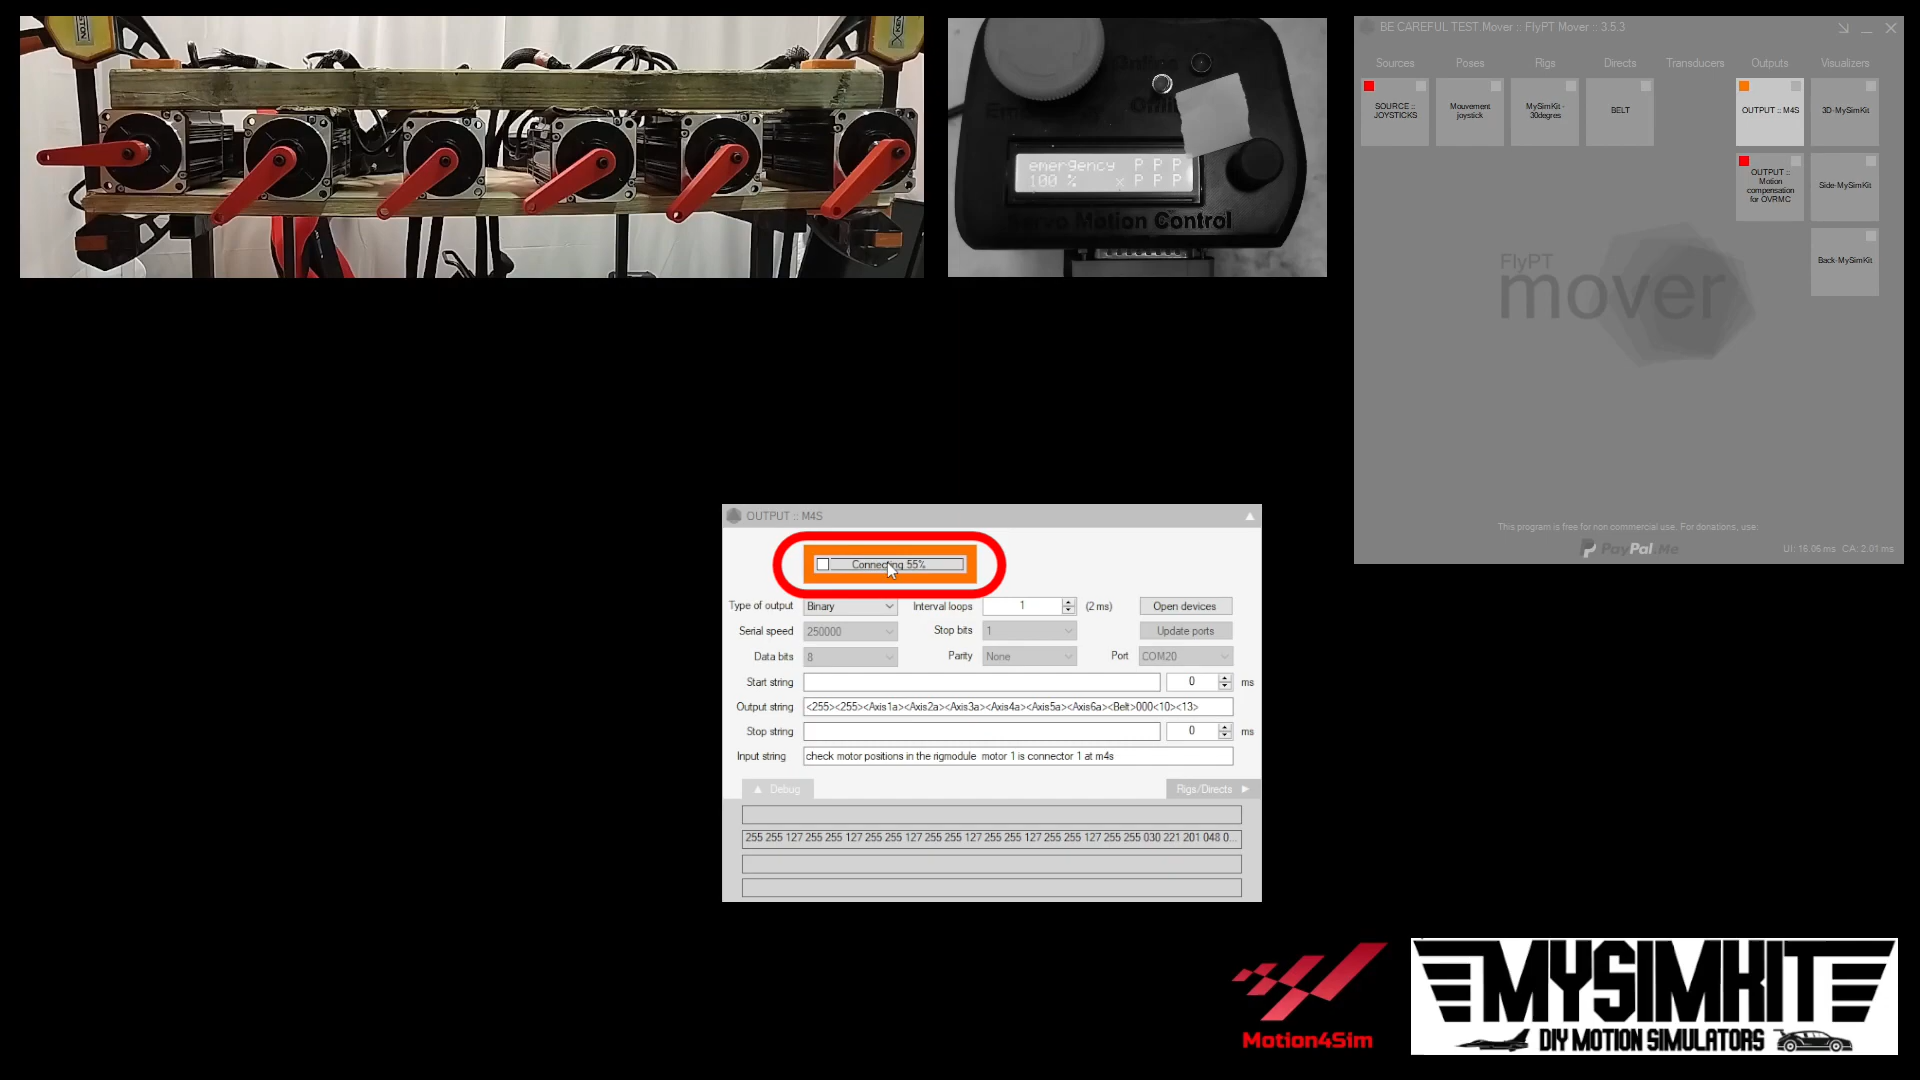 Online
Offline
Emergency
emergency P P P
100 % x P P P
Servo Motion Control
BE CAREFUL TEST.Mover :: FlyPT Mover :: 3.5.3
Sources Poses Rigs Directs Transducers Outputs Visualizers
SOURCE ::
JOYSTICKS
Mouvement
joystick
MySimKit -
30degres
BELT
OUTPUT :: M4S
3D-MySimKit
OUTPUT ::
Motion
compensation
for OVRMC
Side-MySimKit
Back-MySimKit
FlyPT
mover
This program is free for non commercial use. For donations, use:
PayPal.Me
UI: 16.06 ms CA: 2.01 ms
OUTPUT :: M4S
Connecting 55%
Type of output Binary Interval loops 1 (2 ms) Open devices
Serial speed 250000 Stop bits 1 Update ports
Data bits 8 Parity None Port COM20
Start string 0 ms
Output string <255><255><Axis1a><Axis2a><Axis3a><Axis4a><Axis5a><Axis6a><Belt>000<10><13>
Stop string 0 ms
Input string check motor positions in the rigmodule motor 1 is connector 1 at m4s
Debug Rigs/Directs
255 255 127 255 255 127 255 255 127 255 255 127 255 255 127 255 255 127 255 255 030 221 201 048 0...
Motion4Sim
MYSIMKIT
DIY MOTION SIMULATORS